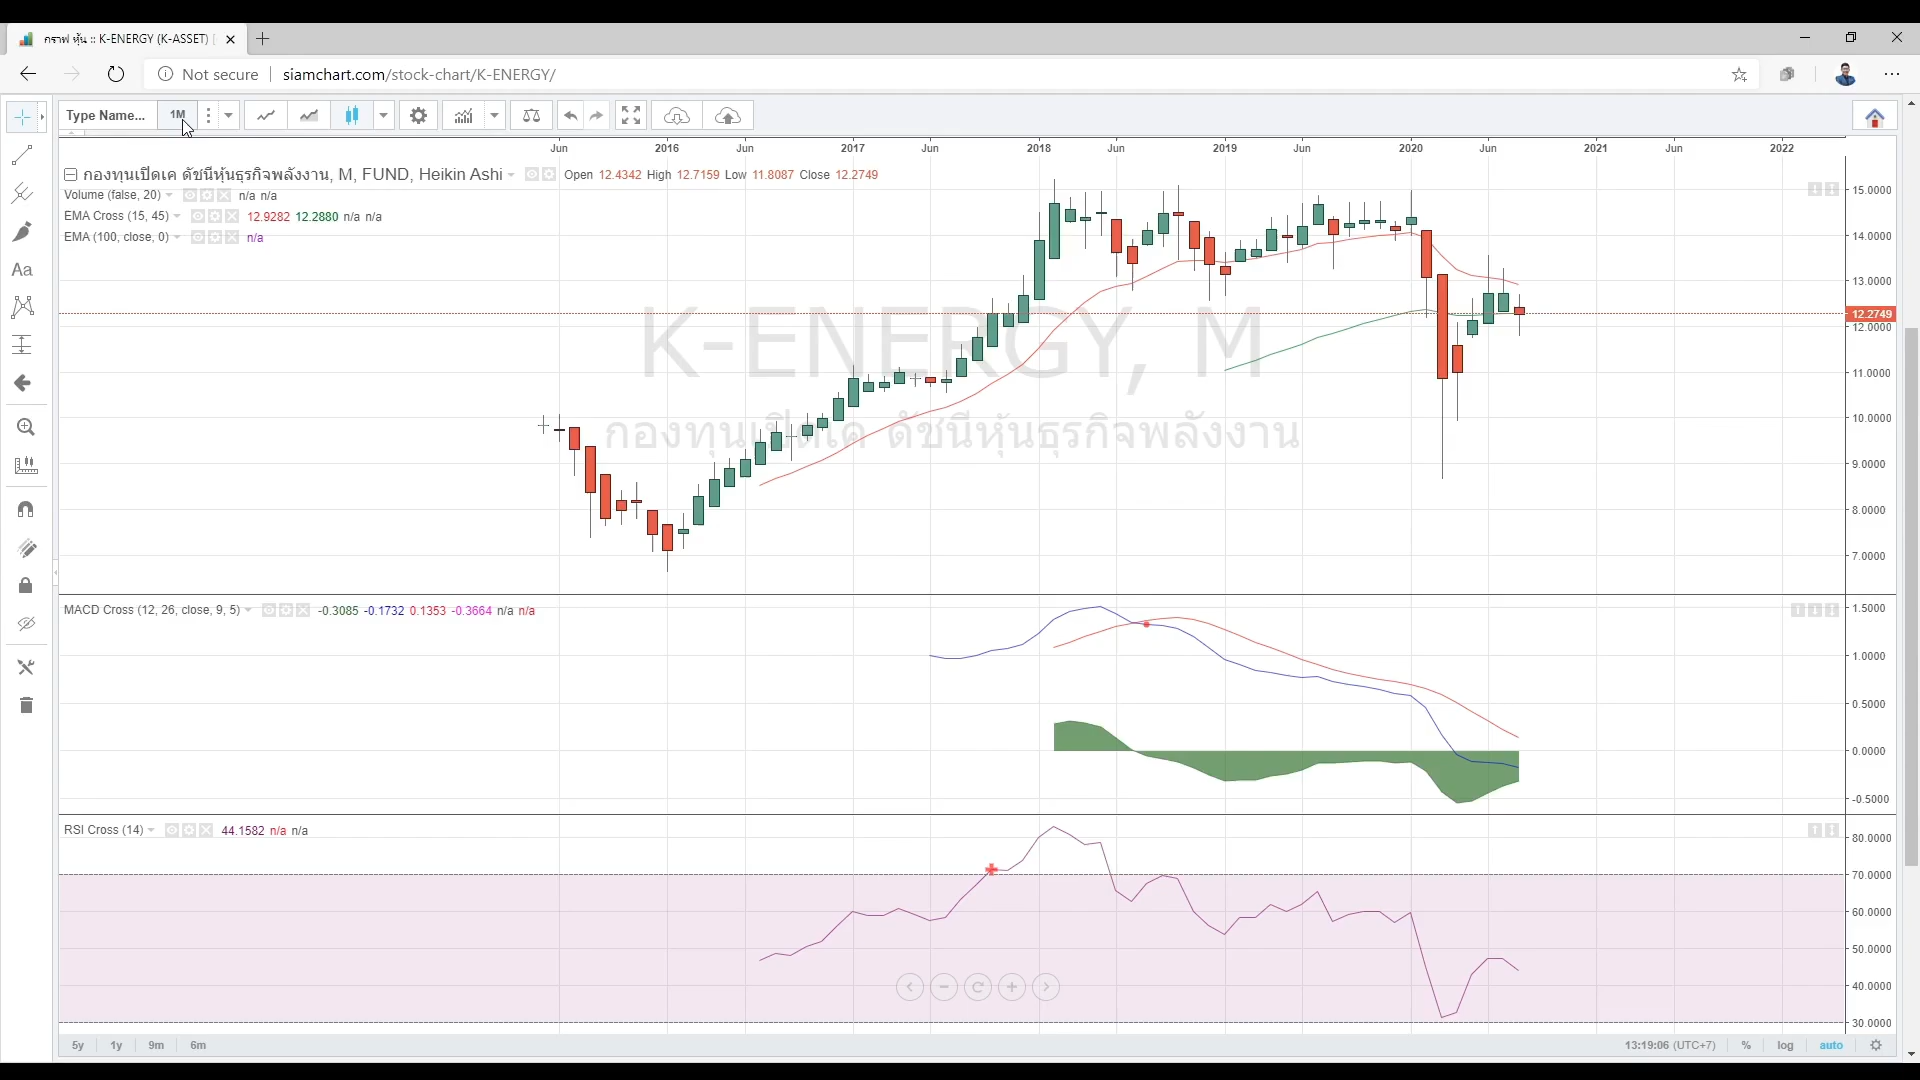 กราฟ หุ้น :: K-ENERGY (K-ASSET) [
Not secure
siamchart.com/stock-chart/K-ENERGY/
Type Name...
1M
Jun 2016 Jun 2017 Jun 2018 Jun 2019 Jun 2020 Jun 2021 Jun 2022
กองทุนเปิดเค ดัชนีหุ้นธุรกิจพลังงาน, M, FUND, Heikin Ashi
Open 12.4342 High 12.7159 Low 11.8087 Close 12.2749
Volume (false, 20) n/a n/a
EMA Cross (15, 45) 12.9282 12.2880 n/a n/a
EMA (100, close, 0) n/a
Aa
K-ENERGY, M
กองทุนเปิดเค ดัชนีหุ้นธุรกิจพลังงาน
15.0000
14.0000
13.0000
12.2749
12.0000
11.0000
10.0000
9.0000
8.0000
7.0000
MACD Cross (12, 26, close, 9, 5) -0.3085 -0.1732 0.1353 -0.3664 n/a n/a
1.5000
1.0000
0.5000
0.0000
-0.5000
RSI Cross (14) 44.1582 n/a n/a
80.0000
70.0000
60.0000
50.0000
40.0000
30.0000
5y 1y 9m 6m
13:19:06 (UTC+7) % log auto